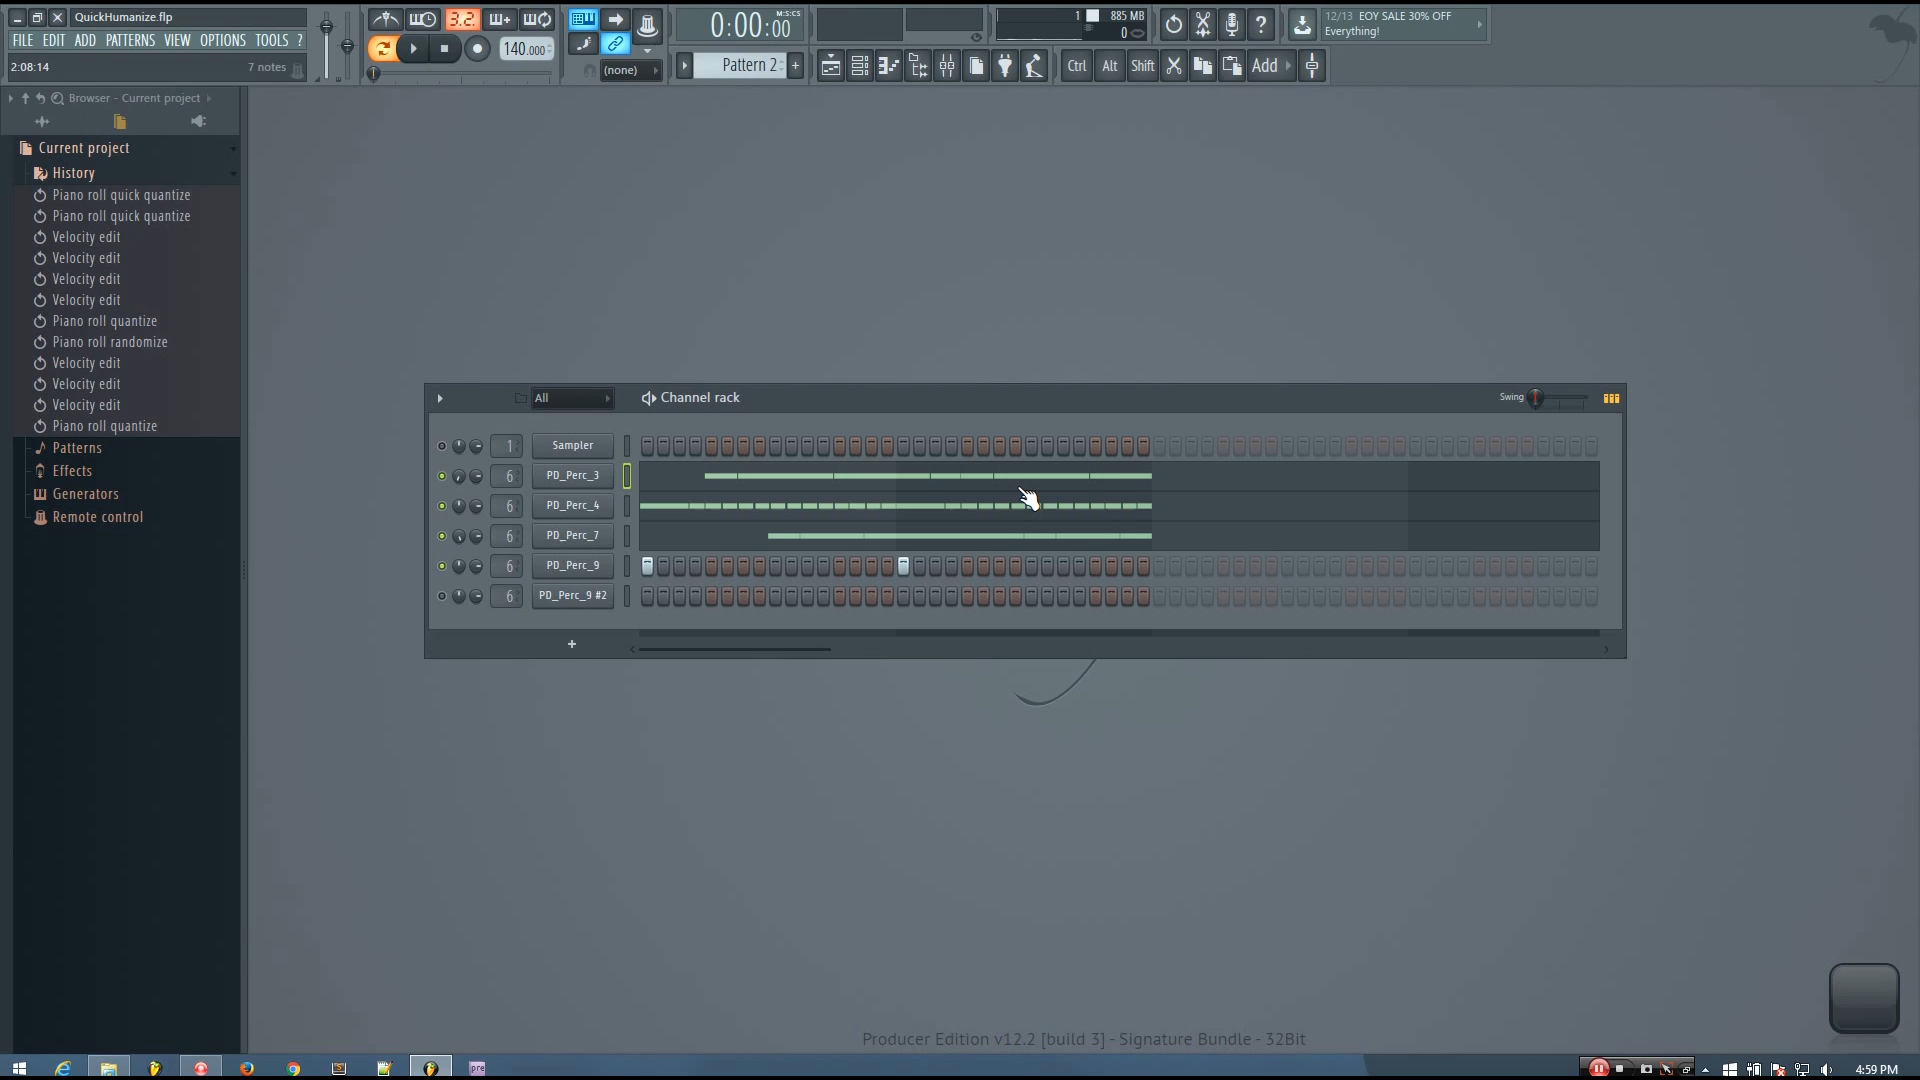 QuickHumanize.flp
FILE EDIT ADD PATTERNS VIEW OPTIONS TOOLS ?
2:08:14
7 notes
3.2.
140.000
(none)
0:00:00
M:S:CS
Pattern 2
+
1
885 MB
0
?
12/13 EOY SALE 30% OFF
Everything!
Ctrl
Alt
Shift
Add
Browser - Current project
Current project
History
Piano roll quick quantize
Piano roll quick quantize
Velocity edit
Velocity edit
Velocity edit
Velocity edit
Piano roll quantize
Piano roll randomize
Velocity edit
Velocity edit
Velocity edit
Piano roll quantize
Patterns
Effects
Generators
Remote control
All
Channel rack
Swing
1 Sampler
6 PD_Perc_3
6 PD_Perc_4
6 PD_Perc_7
6 PD_Perc_9
6 PD_Perc_9 #2
+
Producer Edition v12.2 [build 3] - Signature Bundle - 32Bit
pre
4:59 PM